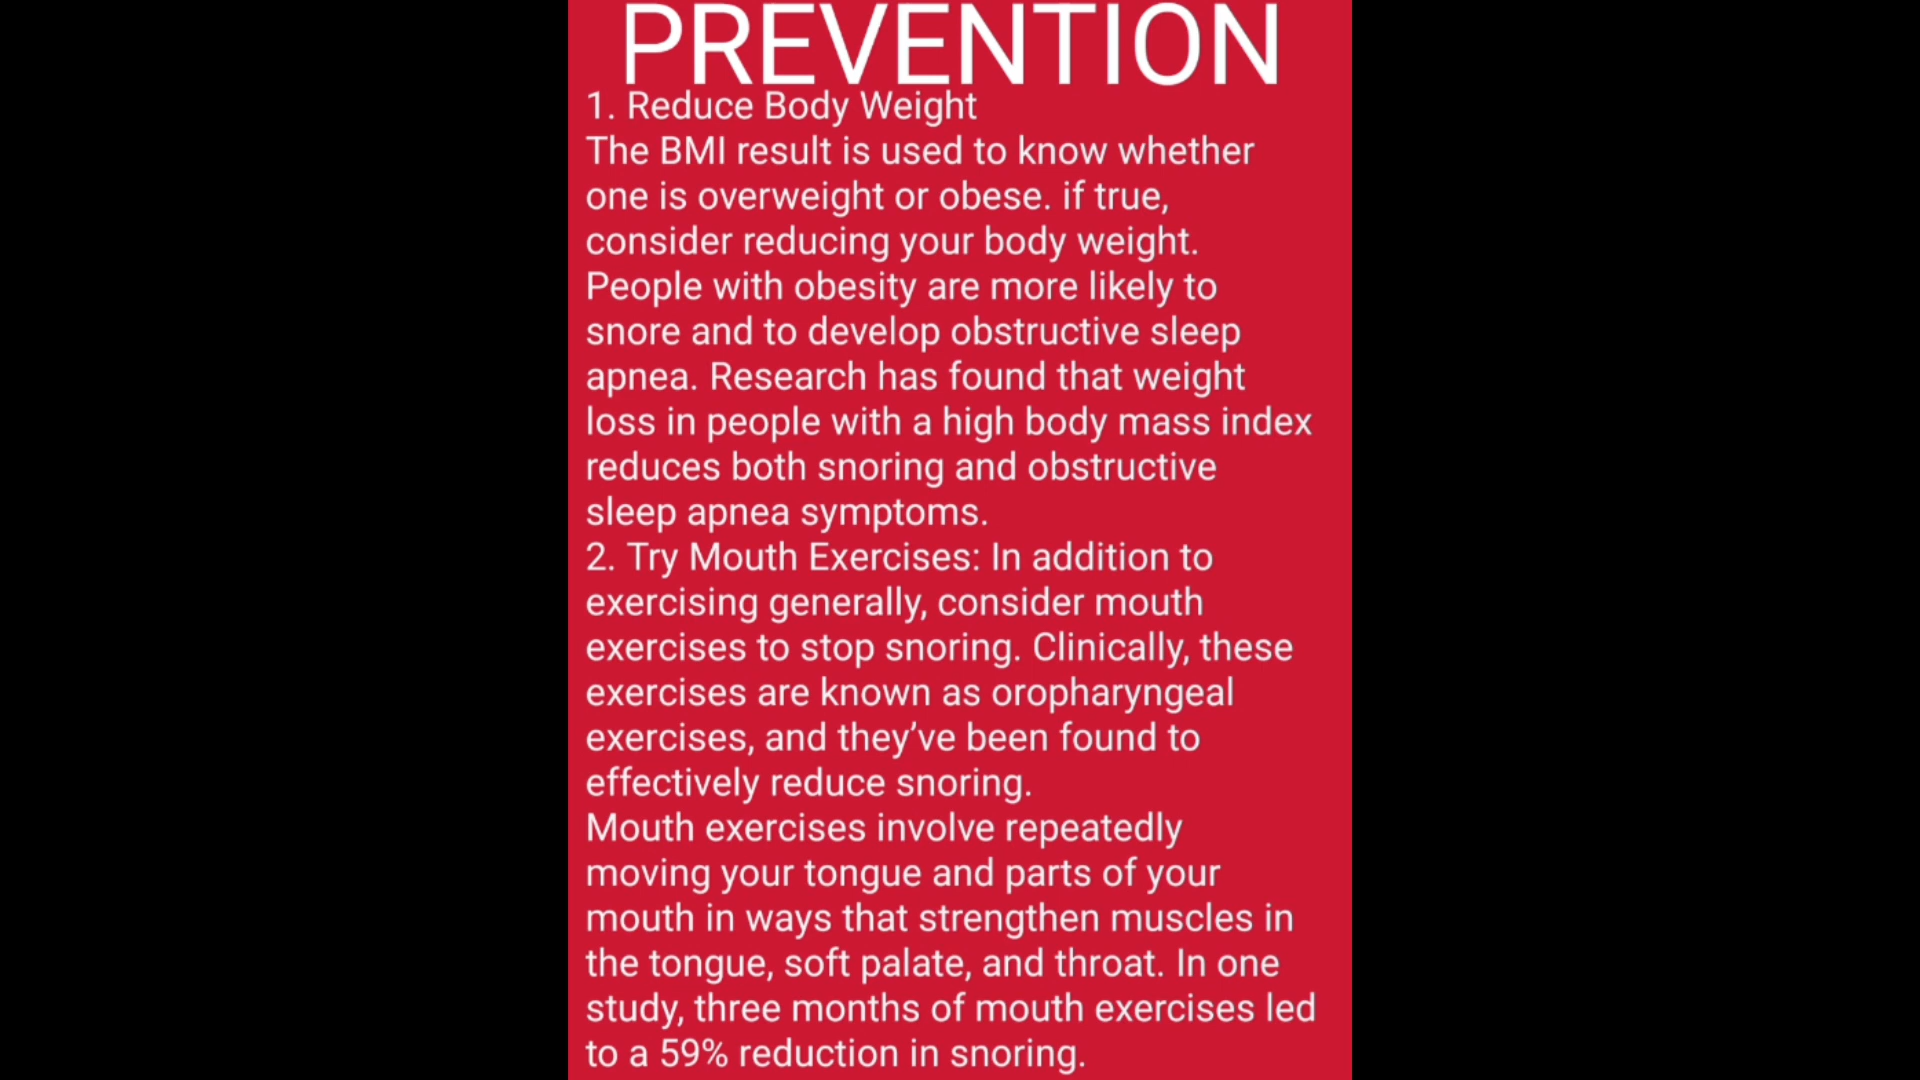 PREVENTION
1. Reduce Body Weight
The BMI result is used to know whether
one is overweight or obese. if true,
consider reducing your body weight.
People with obesity are more likely to
snore and to develop obstructive sleep
apnea. Research has found that weight
loss in people with a high body mass index
reduces both snoring and obstructive
sleep apnea symptoms.
2. Try Mouth Exercises: In addition to
exercising generally, consider mouth
exercises to stop snoring. Clinically, these
exercises are known as oropharyngeal
exercises, and they’ve been found to
effectively reduce snoring.
Mouth exercises involve repeatedly
moving your tongue and parts of your
mouth in ways that strengthen muscles in
the tongue, soft palate, and throat. In one
study, three months of mouth exercises led
to a 59% reduction in snoring.